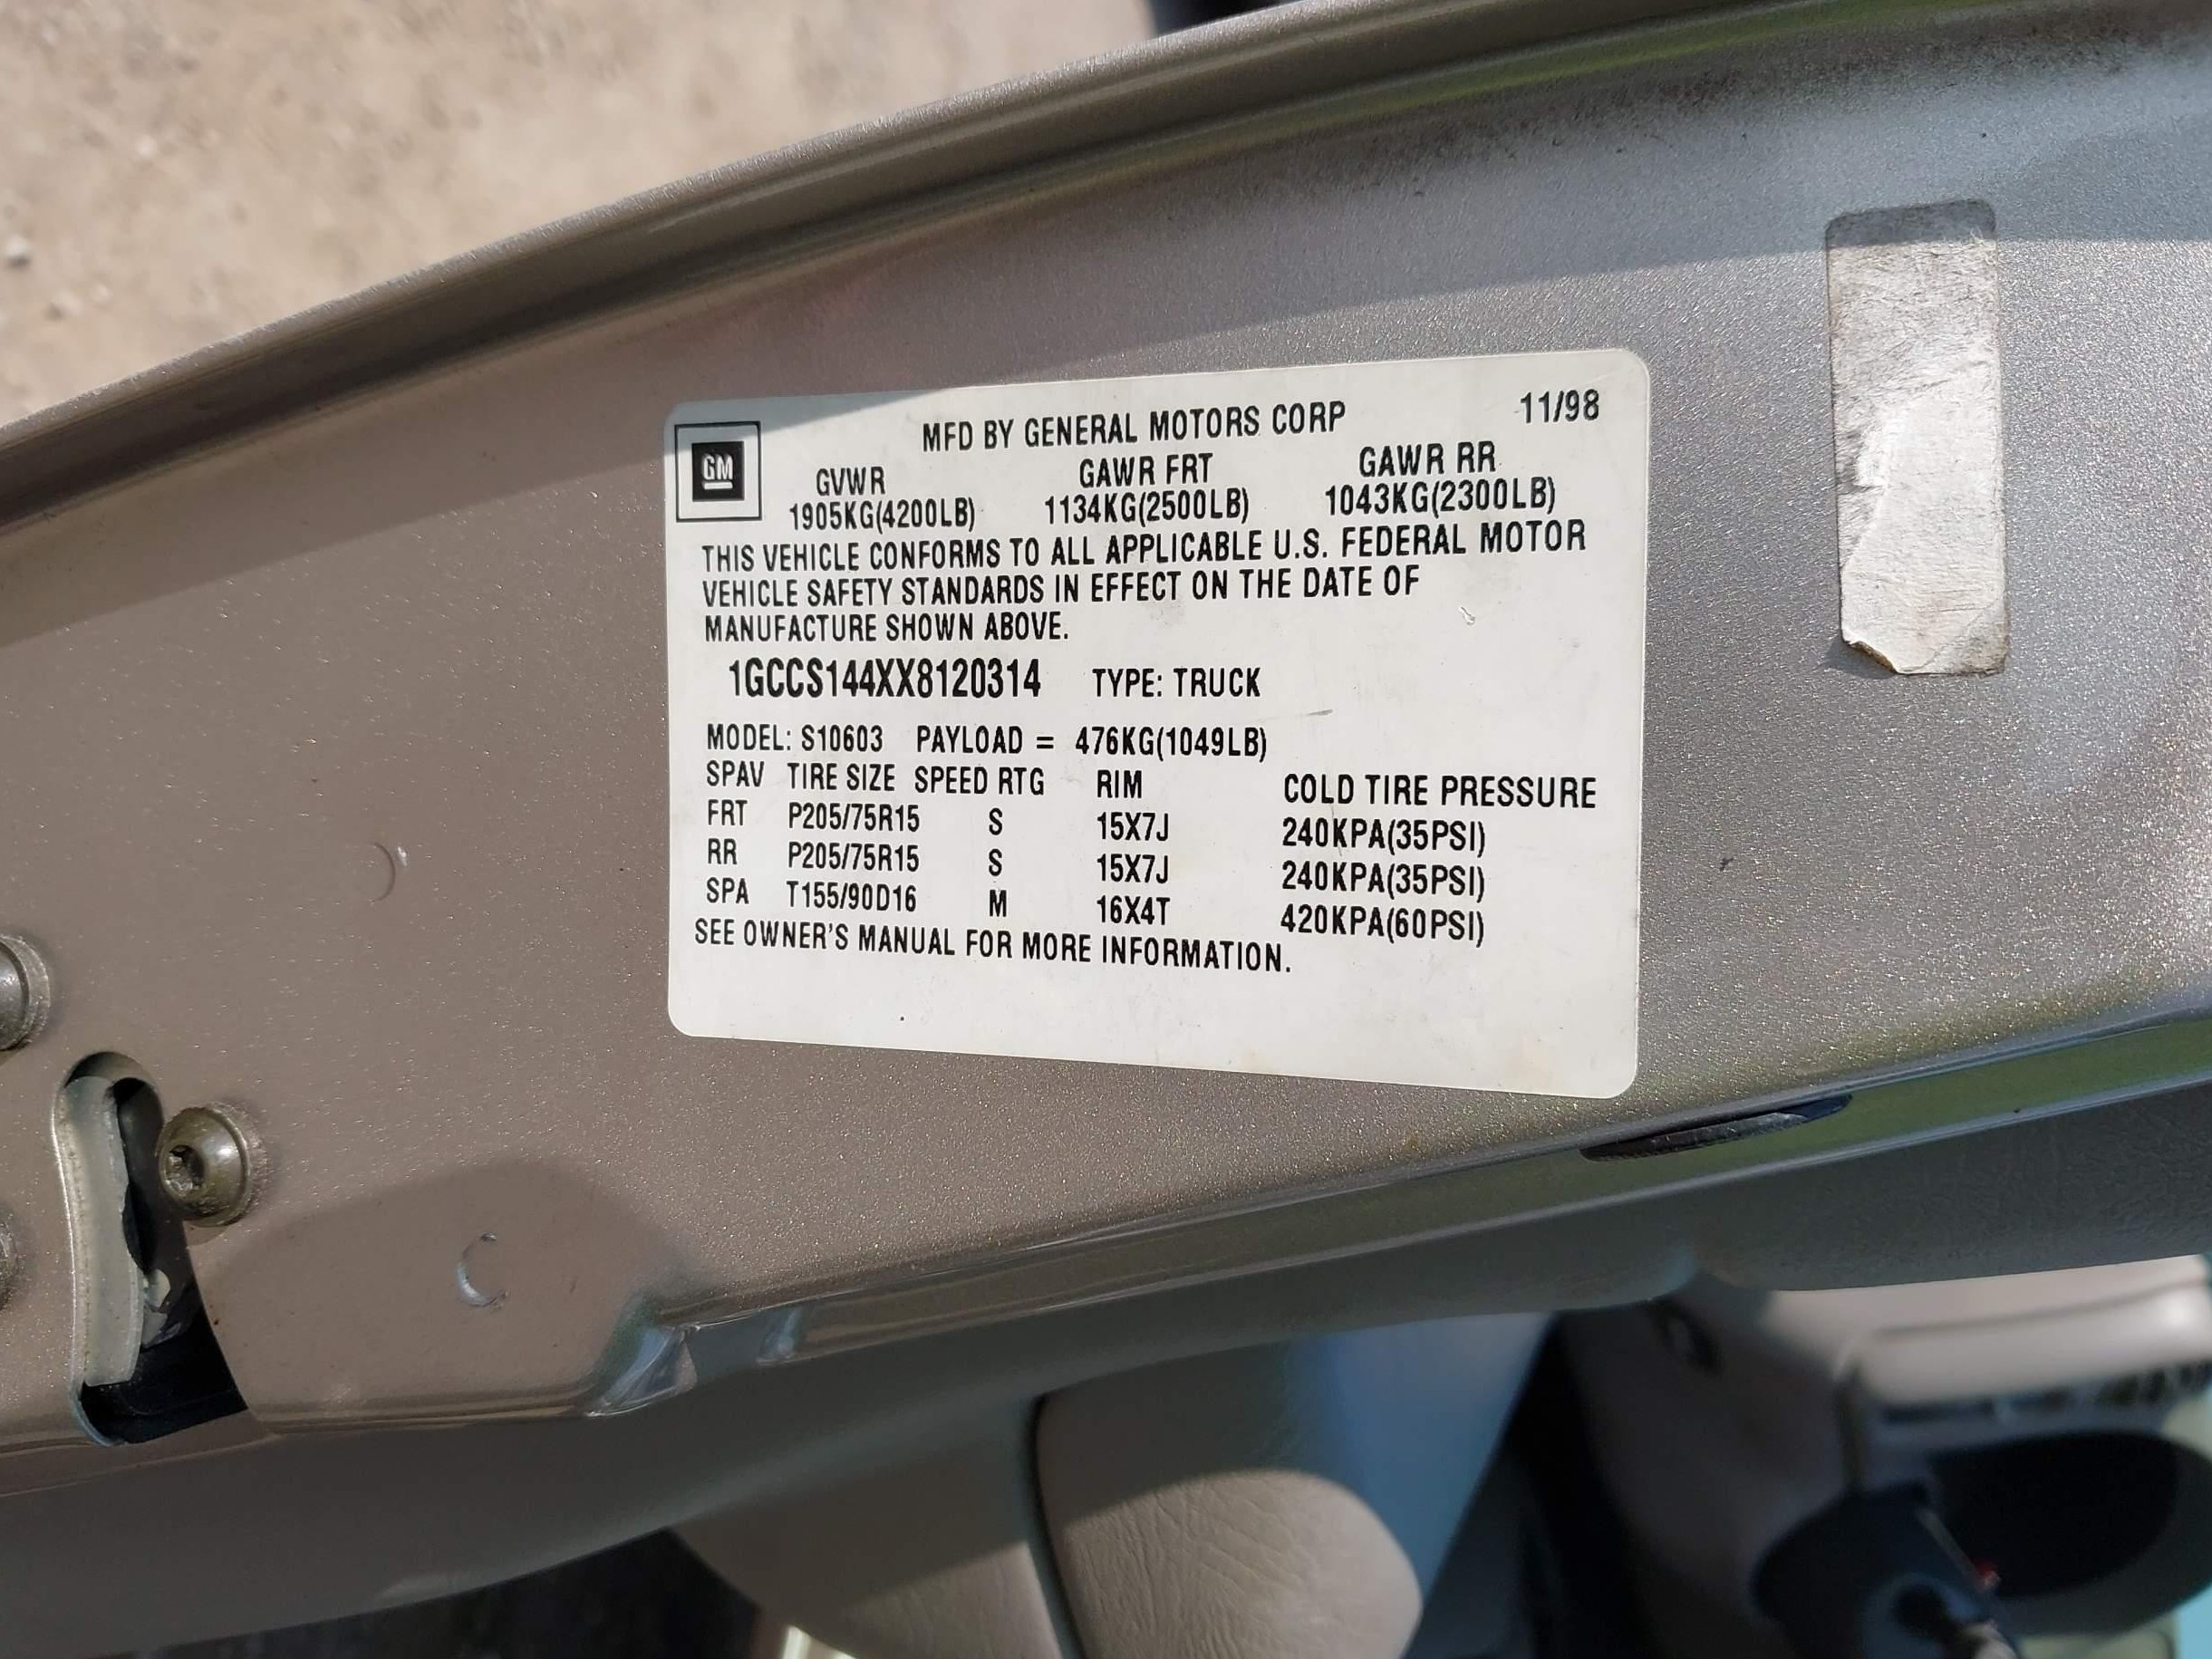 MFD BY GENERAL MOTORS CORP 11/98
GM
GVWR GAWR FRT GAWR RR
1905KG(4200LB) 1134KG(2500LB) 1043KG(2300LB)
THIS VEHICLE CONFORMS TO ALL APPLICABLE U.S. FEDERAL MOTOR
VEHICLE SAFETY STANDARDS IN EFFECT ON THE DATE OF
MANUFACTURE SHOWN ABOVE.
1GCCS144XX8120314 TYPE: TRUCK
MODEL: S10603 PAYLOAD = 476KG(1049LB)
SPAV TIRE SIZE SPEED RTG RIM COLD TIRE PRESSURE
FRT P205/75R15 S 15X7J 240KPA(35PSI)
RR P205/75R15 S 15X7J 240KPA(35PSI)
SPA T155/90D16 M 16X4T 420KPA(60PSI)
SEE OWNER'S MANUAL FOR MORE INFORMATION.